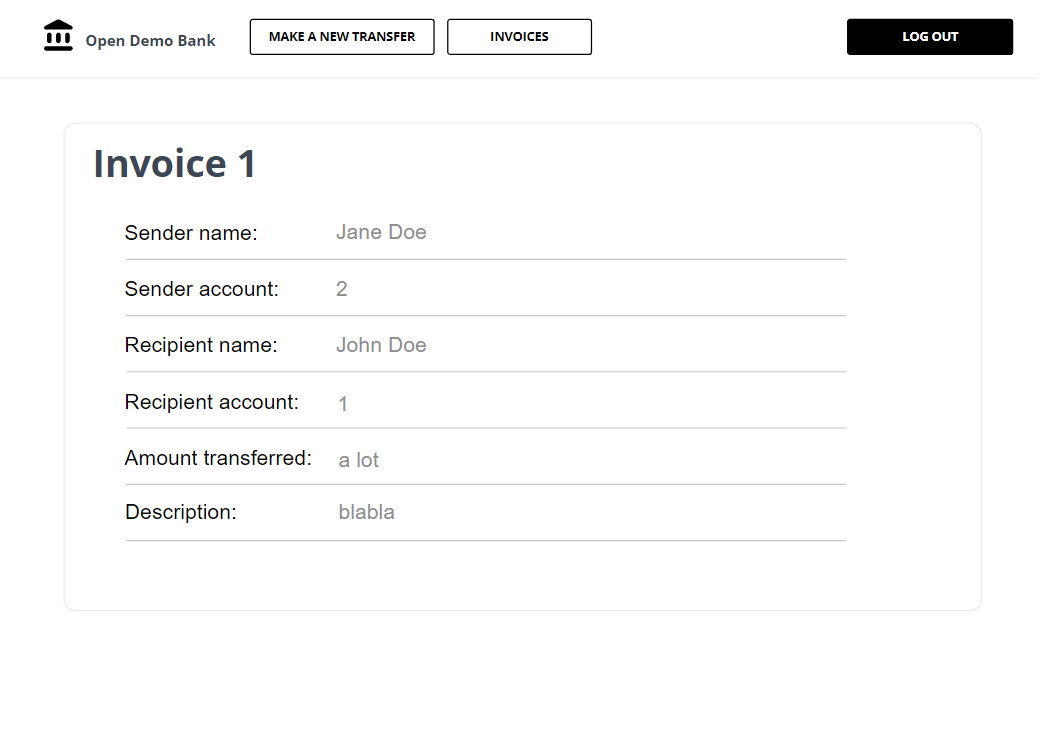 Open Demo Bank
MAKE A NEW TRANSFER
INVOICES
LOG OUT
Invoice 1
Sender name: Jane Doe
Sender account: 2
Recipient name: John Doe
Recipient account: 1
Amount transferred: a lot
Description: blabla